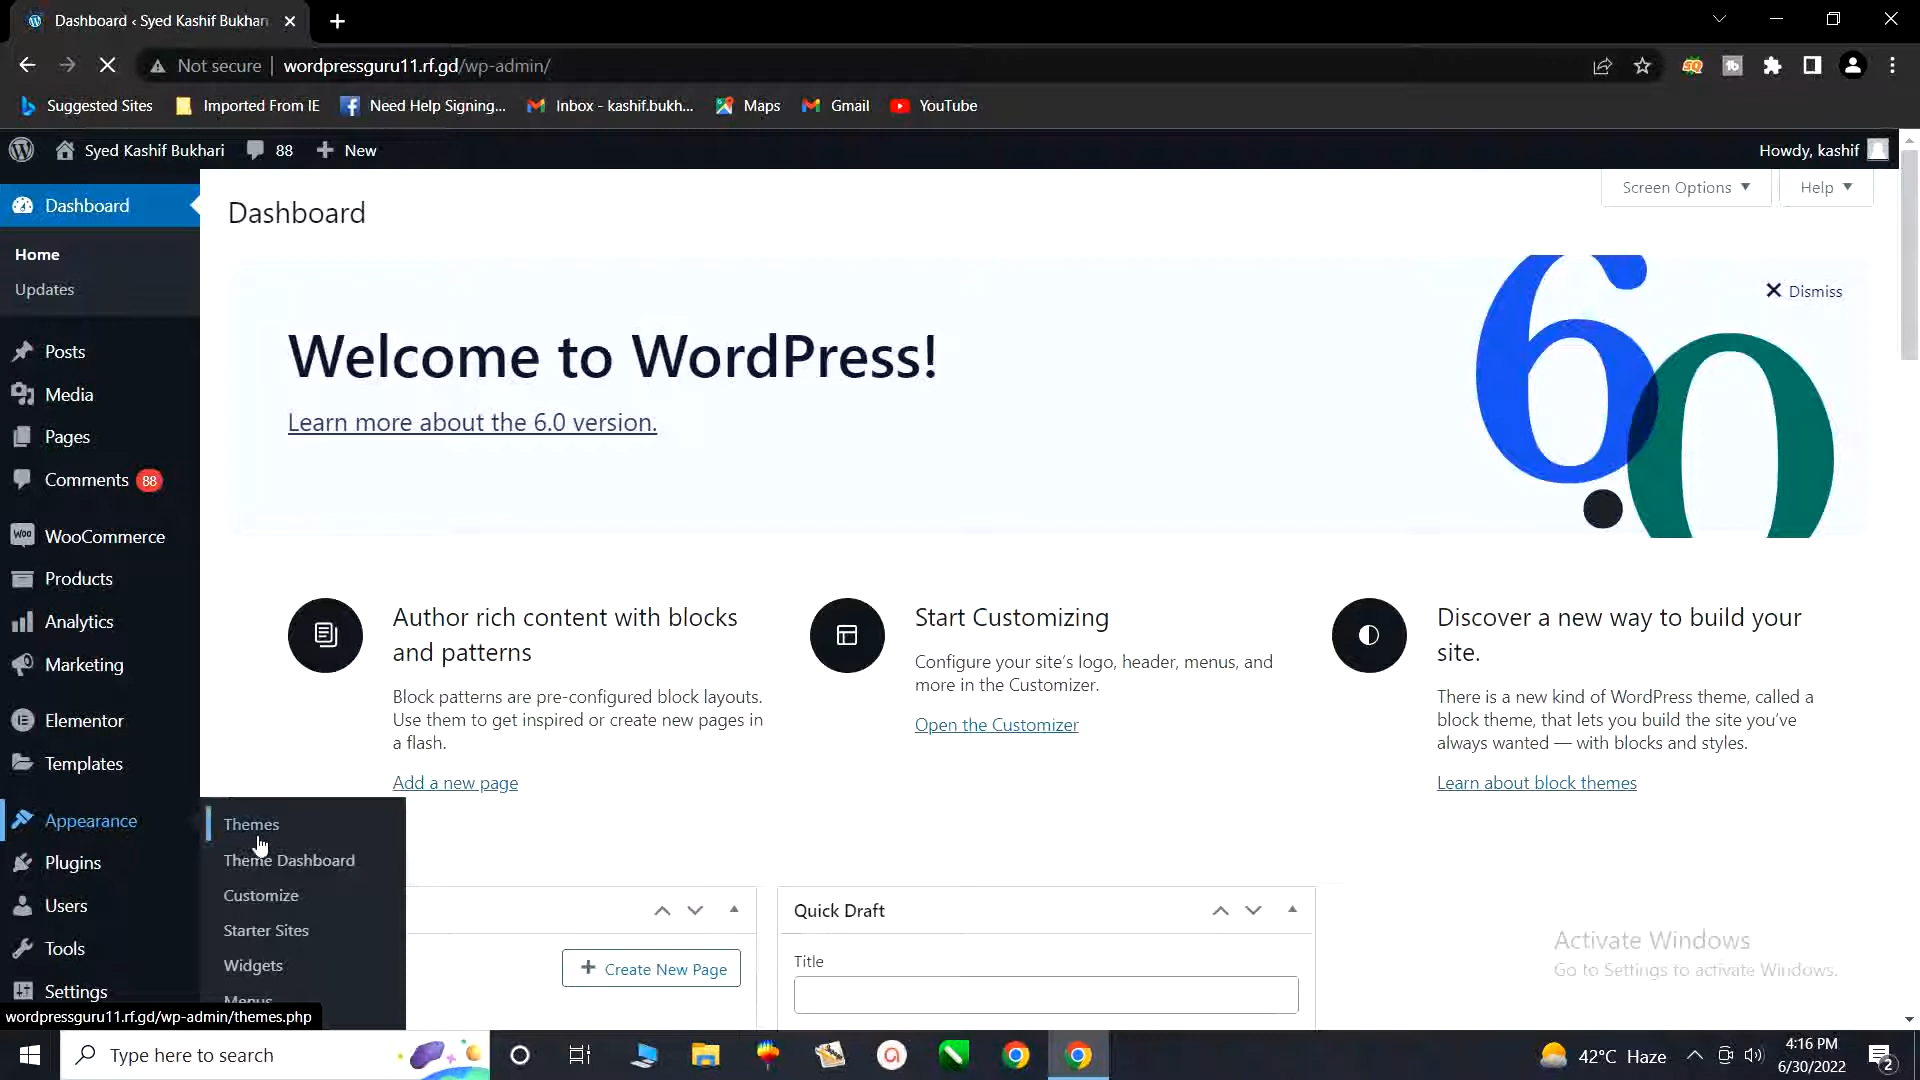 Dashboard ‹ Syed Kashif Bukhari
Not secure | wordpressguru11.rf.gd/wp-admin/
Suggested Sites
Imported From IE
Need Help Signing...
Inbox - kashif.bukh...
Maps
Gmail
YouTube
Syed Kashif Bukhari
88
New
Howdy, kashif
Dashboard
Home
Updates
Posts
Media
Pages
Comments 88
WooCommerce
Products
Analytics
Marketing
Elementor
Templates
Appearance
Plugins
Users
Tools
Settings
Themes
Theme Dashboard
Customize
Starter Sites
Widgets
Menus
Dashboard
Screen Options
Help
Welcome to WordPress!
Learn more about the 6.0 version.
6.0
Dismiss
Author rich content with blocks
and patterns
Block patterns are pre-configured block layouts.
Use them to get inspired or create new pages in
a flash.
Add a new page
Start Customizing
Configure your site's logo, header, menus, and
more in the Customizer.
Open the Customizer
Discover a new way to build your
site.
There is a new kind of WordPress theme, called a
block theme, that lets you build the site you've
always wanted — with blocks and styles.
Learn about block themes
Create New Page
Quick Draft
Title
Activate Windows
Go to Settings to activate Windows.
wordpressguru11.rf.gd/wp-admin/themes.php
Type here to search
42°C Haze
4:16 PM
6/30/2022
2